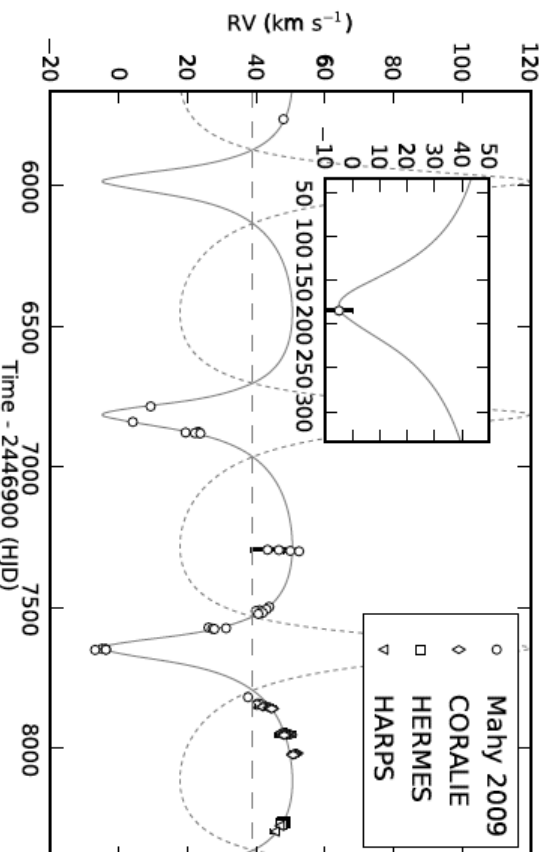 RV (km s⁻¹)
120
100
80
60
40
20
0
−20
50
40
30
20
10
0
−10
50 100 150 200 250 300
Mahy 2009
CORALIE
HERMES
HARPS
6000 6500 7000 7500 8000
Time - 2446900 (HJD)